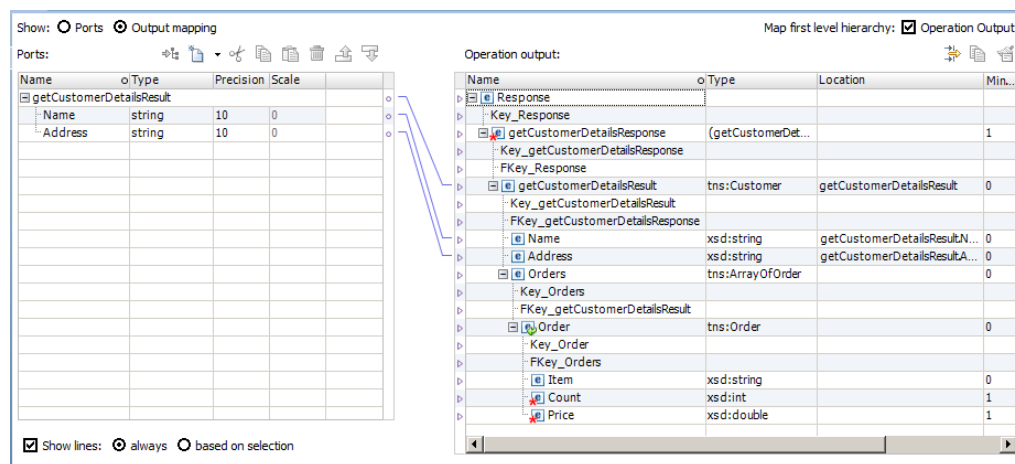 Show: Ports Output mapping Map first level hierarchy: Operation Output
Ports: Operation output:
Name Type Precision Scale Name Type Location Min...
getCustomerDetailsResult Response
Name string 10 0 Key_Response
Address string 10 0 getCustomerDetailsResponse (getCustomerDet... 1
Key_getCustomerDetailsResponse
FKey_Response
getCustomerDetailsResult tns:Customer getCustomerDetailsResult 0
Key_getCustomerDetailsResult
FKey_getCustomerDetailsResponse
e Name xsd:string getCustomerDetailsResult.N... 0
e Address xsd:string getCustomerDetailsResult.A... 0
e Orders tns:ArrayOfOrder 0
Key_Orders
FKey_getCustomerDetailsResult
Order tns:Order 0
Key_Order
FKey_Orders
e Item xsd:string 0
e Count xsd:int 1
e Price xsd:double 1
Show lines: always based on selection